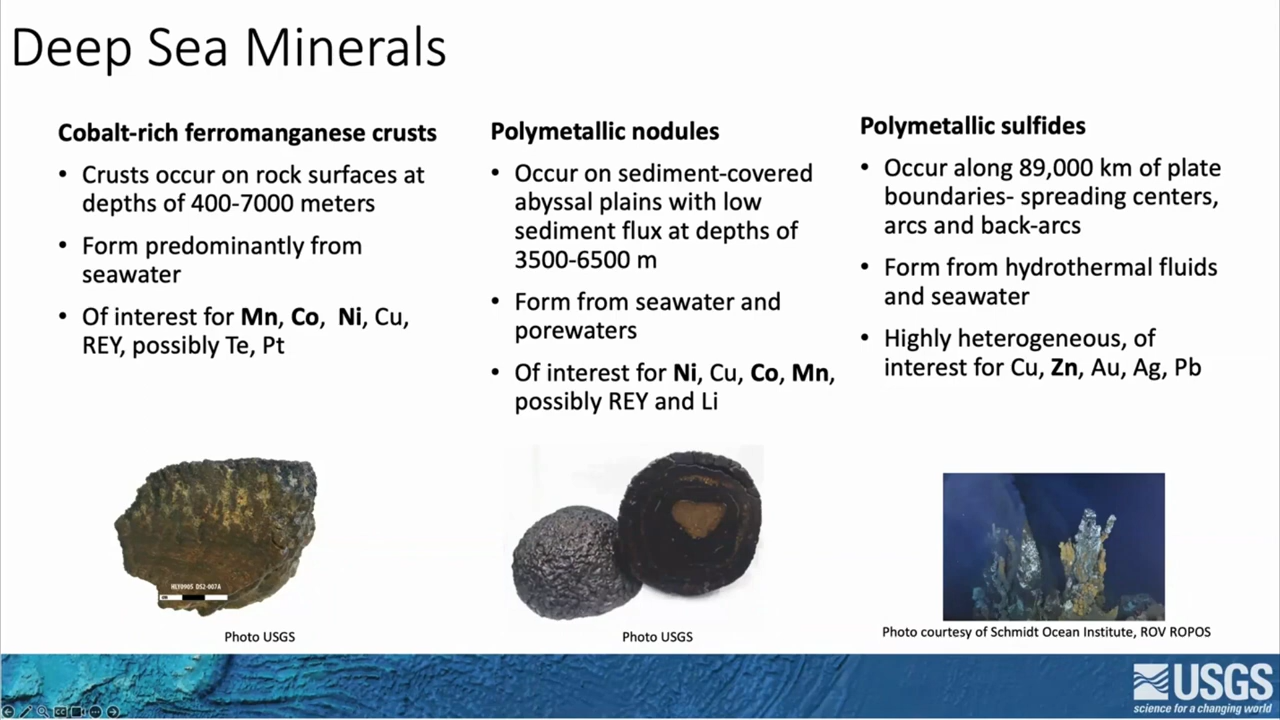 Deep Sea Minerals
Cobalt-rich ferromanganese crusts
• Crusts occur on rock surfaces at
depths of 400-7000 meters
• Form predominantly from
seawater
• Of interest for Mn, Co, Ni, Cu,
REY, possibly Te, Pt
HLY0905 D52-007A
Photo USGS
Polymetallic nodules
• Occur on sediment-covered
abyssal plains with low
sediment flux at depths of
3500-6500 m
• Form from seawater and
porewaters
• Of interest for Ni, Cu, Co, Mn,
possibly REY and Li
Photo USGS
Polymetallic sulfides
• Occur along 89,000 km of plate
boundaries- spreading centers,
arcs and back-arcs
• Form from hydrothermal fluids
and seawater
• Highly heterogeneous, of
interest for Cu, Zn, Au, Ag, Pb
Photo courtesy of Schmidt Ocean Institute, ROV ROPOS
USGS
science for a changing world